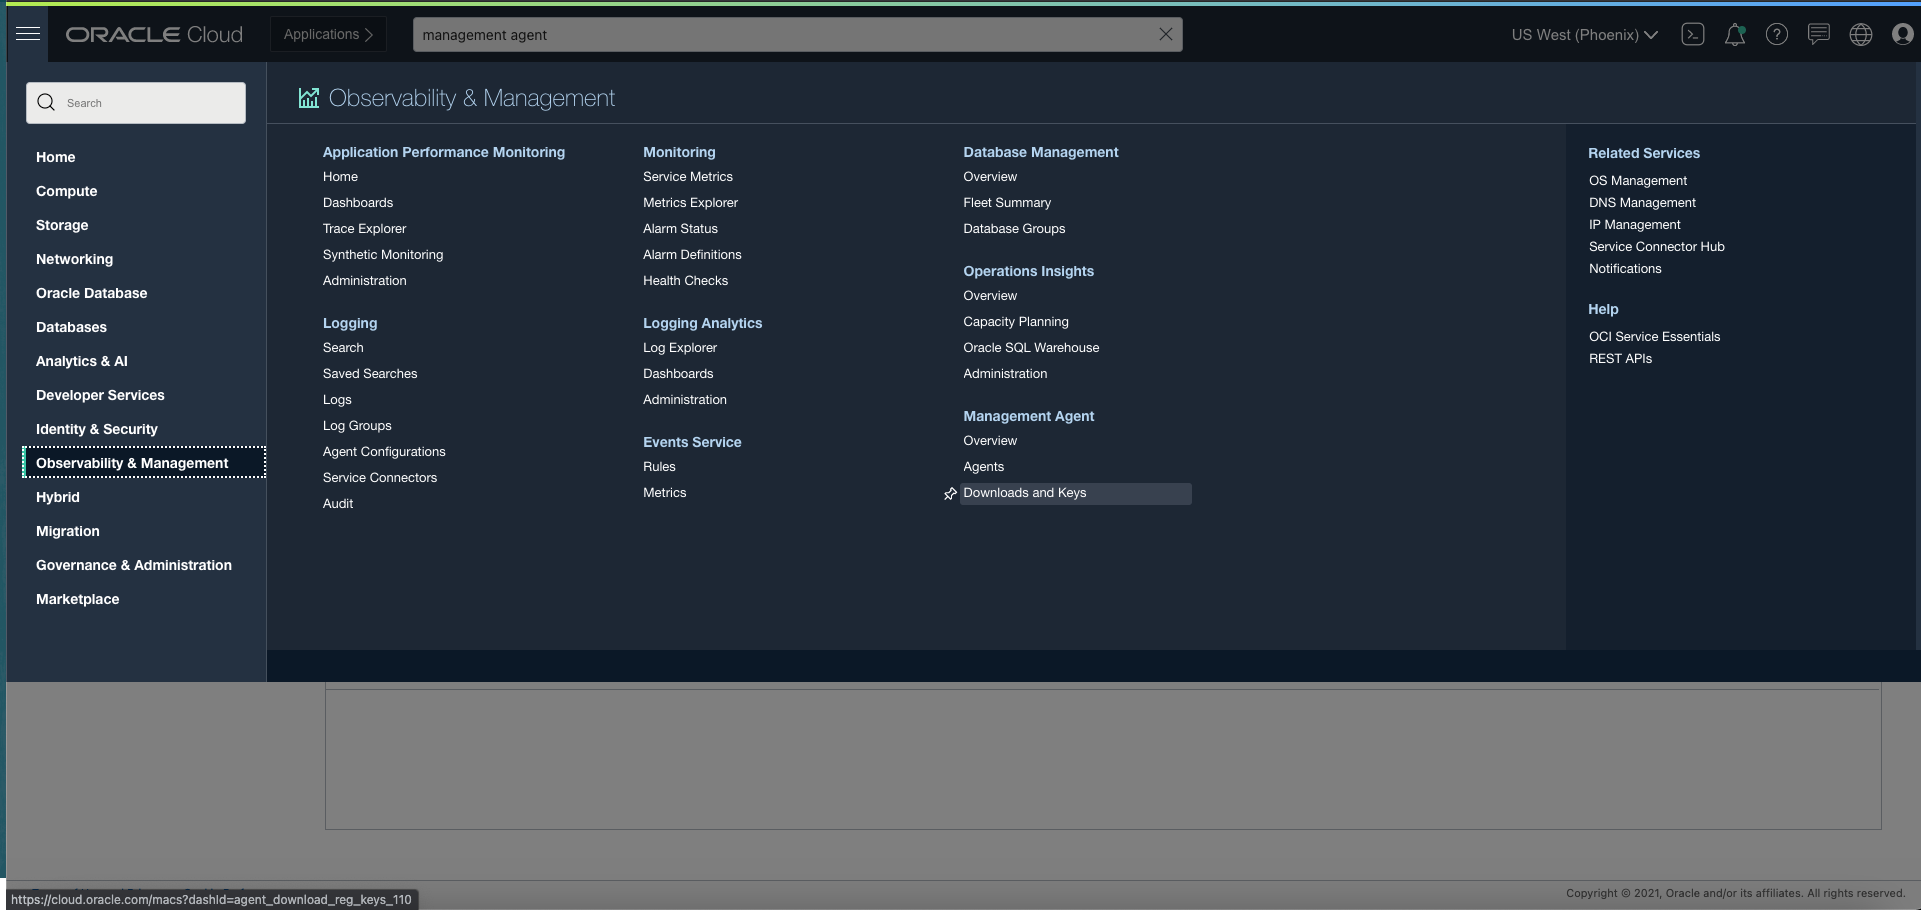 ORACLE Cloud
Applications
management agent
US West (Phoenix)
Search
Home
Compute
Storage
Networking
Oracle Database
Databases
Analytics & AI
Developer Services
Identity & Security
Observability & Management
Hybrid
Migration
Governance & Administration
Marketplace
Observability & Management
Application Performance Monitoring
Home
Dashboards
Trace Explorer
Synthetic Monitoring
Administration
Logging
Search
Saved Searches
Logs
Log Groups
Agent Configurations
Service Connectors
Audit
Monitoring
Service Metrics
Metrics Explorer
Alarm Status
Alarm Definitions
Health Checks
Logging Analytics
Log Explorer
Dashboards
Administration
Events Service
Rules
Metrics
Database Management
Overview
Fleet Summary
Database Groups
Operations Insights
Overview
Capacity Planning
Oracle SQL Warehouse
Administration
Management Agent
Overview
Agents
Downloads and Keys
Related Services
OS Management
DNS Management
IP Management
Service Connector Hub
Notifications
Help
OCI Service Essentials
REST APIs
https://cloud.oracle.com/macs?dashId=agent_download_reg_keys_110
Copyright © 2021, Oracle and/or its affiliates. All rights reserved.